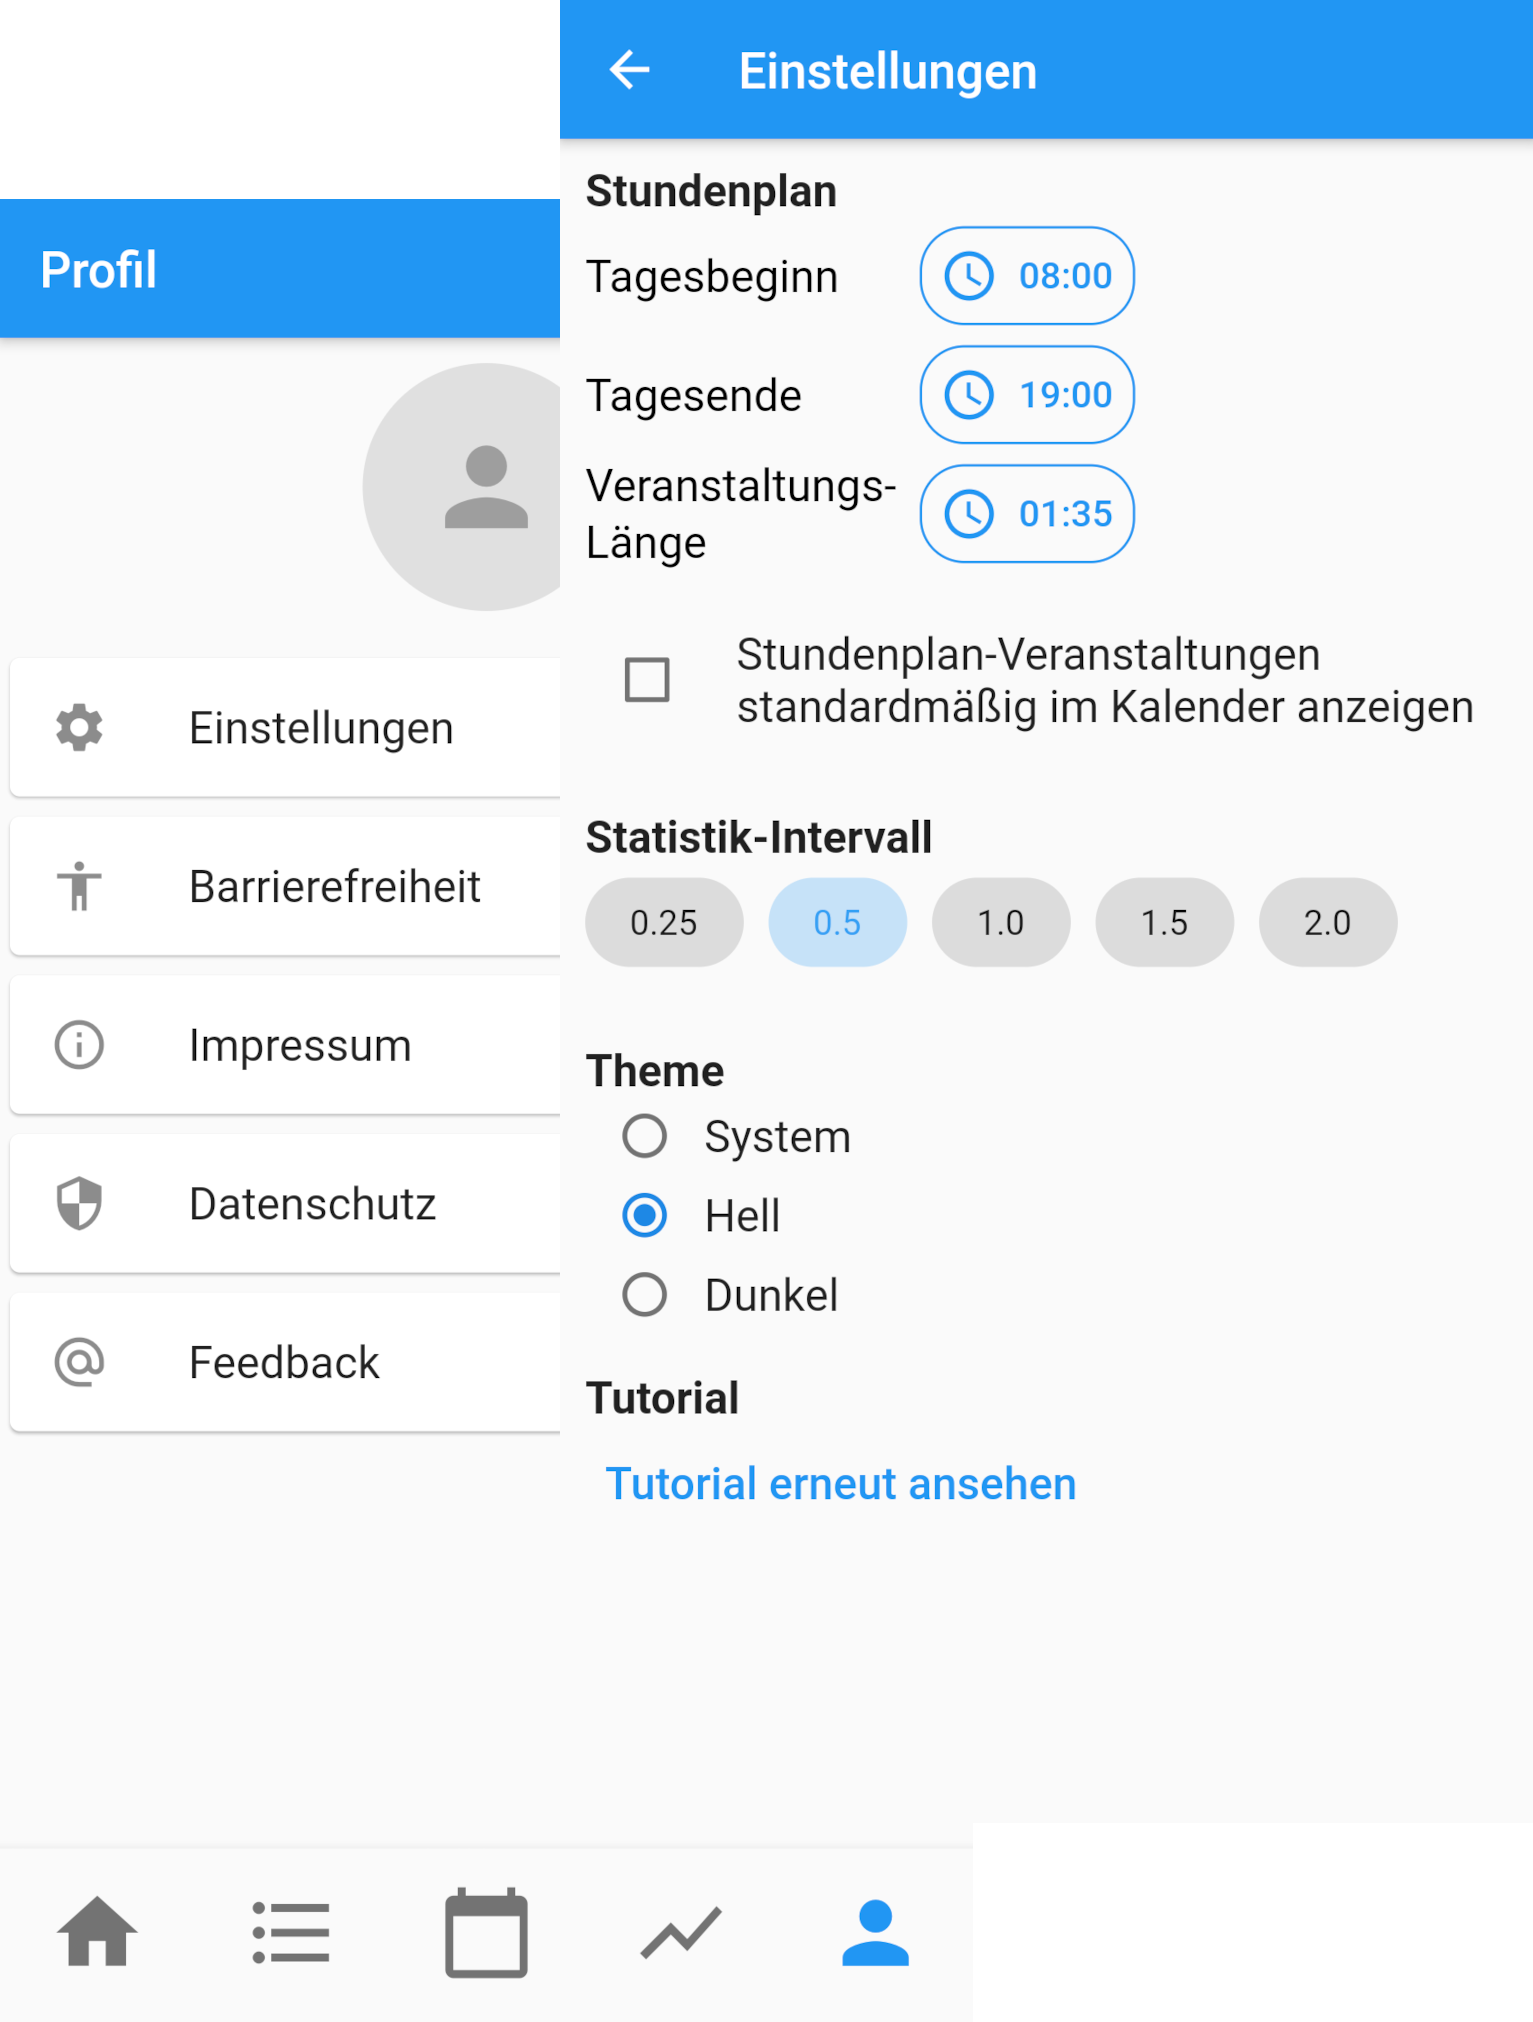 Profil
Einstellungen
Barrierefreiheit
Impressum
Datenschutz
Feedback
Einstellungen
Stundenplan
Tagesbeginn 08:00
Tagesende 19:00
Veranstaltungs-
Länge 01:35
Stundenplan-Veranstaltungen
standardmäßig im Kalender anzeigen
Statistik-Intervall
0.25 0.5 1.0 1.5 2.0
Theme
System
Hell
Dunkel
Tutorial
Tutorial erneut ansehen